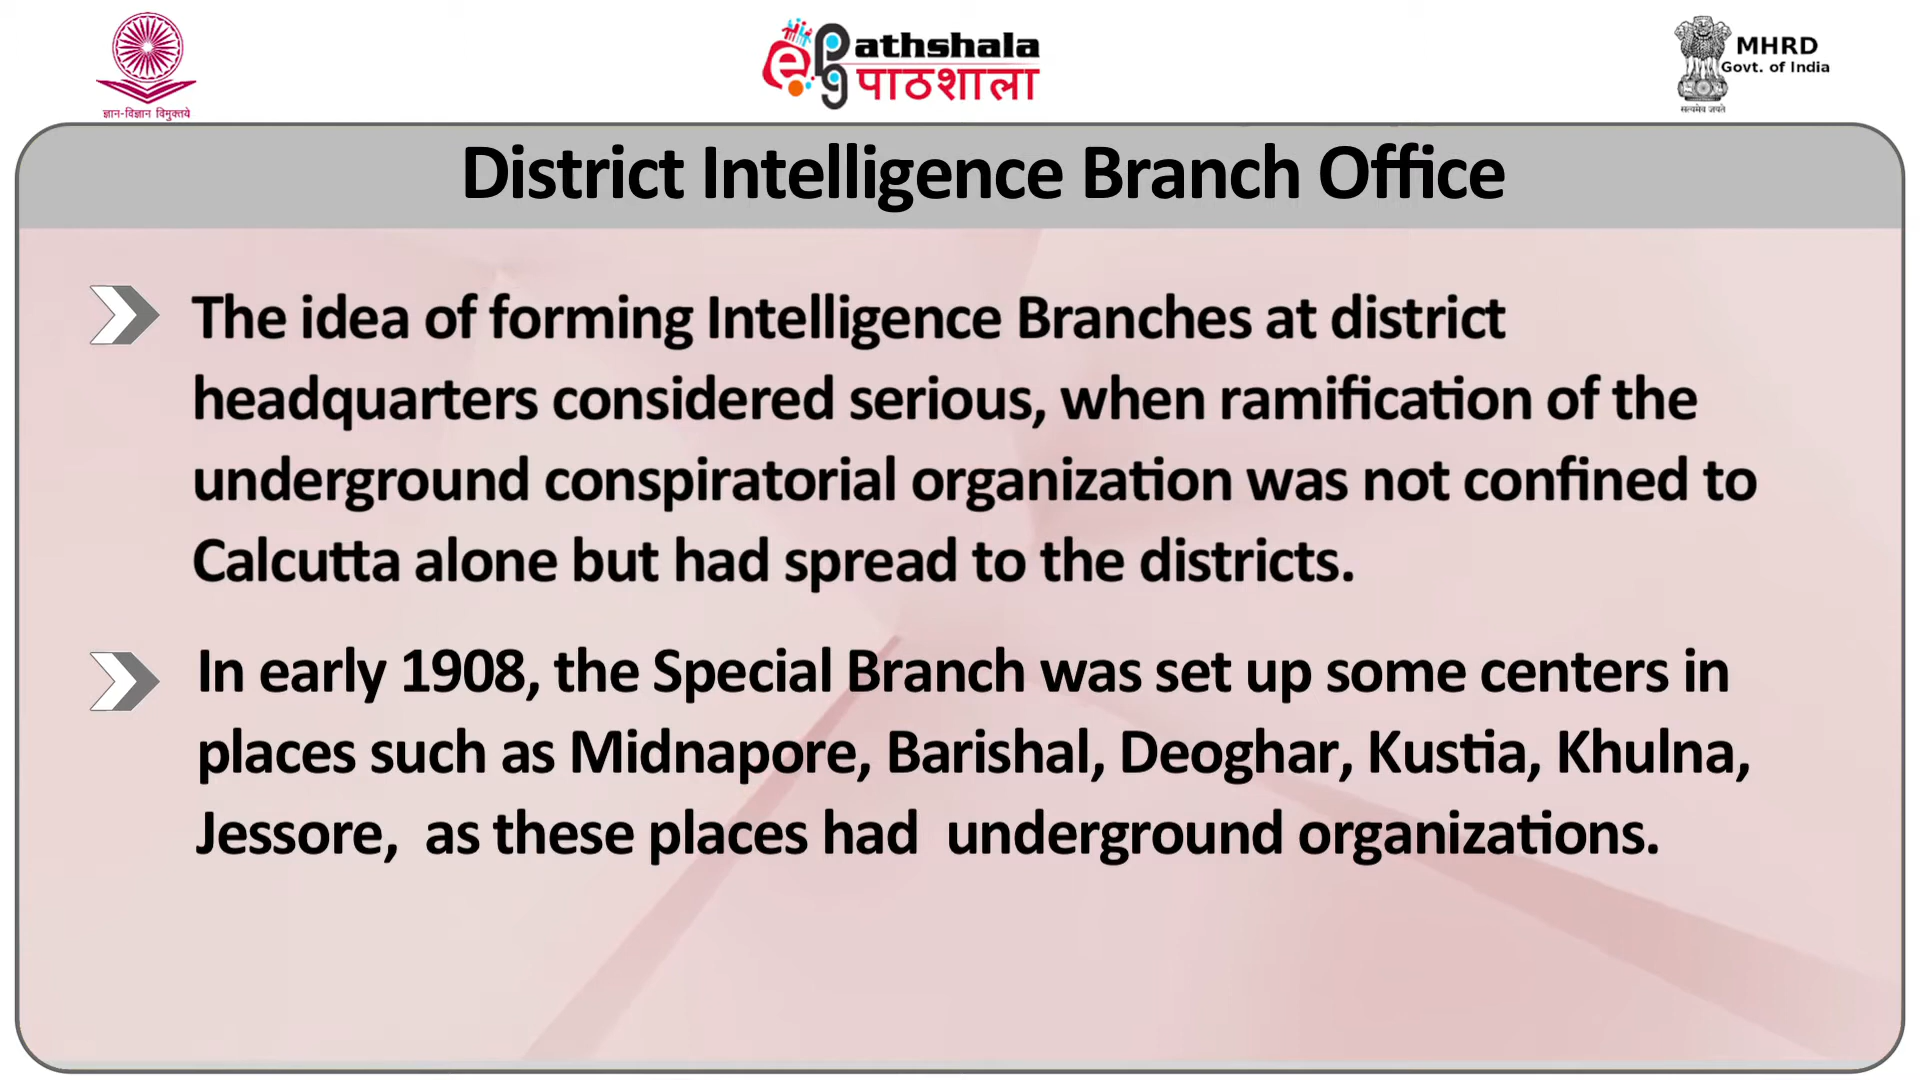 ज्ञान-विज्ञान विमुक्तये
ePg Pathshala
पाठशाला
MHRD
Govt. of India
सत्यमेव जयते
District Intelligence Branch Office
The idea of forming Intelligence Branches at district
headquarters considered serious, when ramification of the
underground conspiratorial organization was not confined to
Calcutta alone but had spread to the districts.
In early 1908, the Special Branch was set up some centers in
places such as Midnapore, Barishal, Deoghar, Kustia, Khulna,
Jessore, as these places had underground organizations.